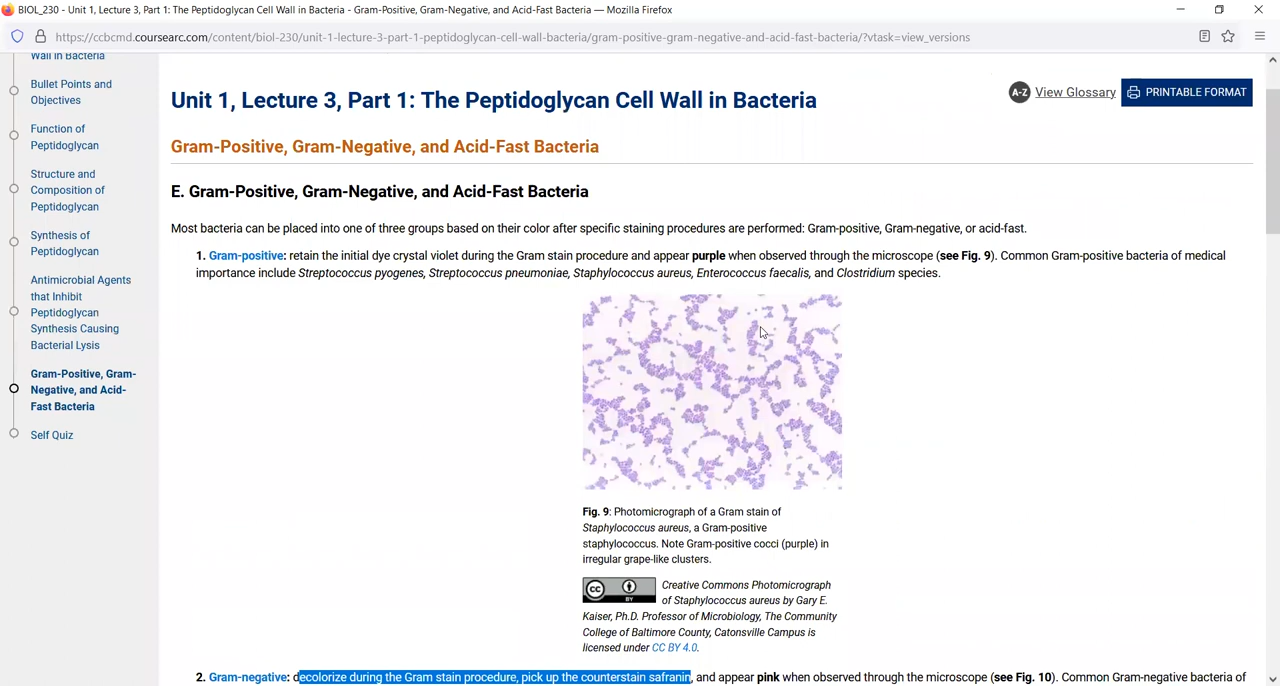 BIOL_230 - Unit 1, Lecture 3, Part 1: The Peptidoglycan Cell Wall in Bacteria - Gram-Positive, Gram-Negative, and Acid-Fast Bacteria — Mozilla Firefox
https://ccbcmd.coursearc.com/content/biol-230/unit-1-lecture-3-part-1-peptidoglycan-cell-wall-bacteria/gram-positive-gram-negative-and-acid-fast-bacteria/?vtask=view_versions
Wall in Bacteria
Bullet Points and
Objectives
Function of
Peptidoglycan
Structure and
Composition of
Peptidoglycan
Synthesis of
Peptidoglycan
Antimicrobial Agents
that Inhibit
Peptidoglycan
Synthesis Causing
Bacterial Lysis
Gram-Positive, Gram-
Negative, and Acid-
Fast Bacteria
Self Quiz
Unit 1, Lecture 3, Part 1: The Peptidoglycan Cell Wall in Bacteria
A-Z View Glossary
PRINTABLE FORMAT
Gram-Positive, Gram-Negative, and Acid-Fast Bacteria
E. Gram-Positive, Gram-Negative, and Acid-Fast Bacteria
Most bacteria can be placed into one of three groups based on their color after specific staining procedures are performed: Gram-positive, Gram-negative, or acid-fast.
1. Gram-positive: retain the initial dye crystal violet during the Gram stain procedure and appear purple when observed through the microscope (see Fig. 9). Common Gram-positive bacteria of medical
importance include Streptococcus pyogenes, Streptococcus pneumoniae, Staphylococcus aureus, Enterococcus faecalis, and Clostridium species.
Fig. 9: Photomicrograph of a Gram stain of
Staphylococcus aureus, a Gram-positive
staphylococcus. Note Gram-positive cocci (purple) in
irregular grape-like clusters.
cc BY Creative Commons Photomicrograph
of Staphylococcus aureus by Gary E.
Kaiser, Ph.D. Professor of Microbiology, The Community
College of Baltimore County, Catonsville Campus is
licensed under CC BY 4.0.
2. Gram-negative: decolorize during the Gram stain procedure, pick up the counterstain safranin, and appear pink when observed through the microscope (see Fig. 10). Common Gram-negative bacteria of